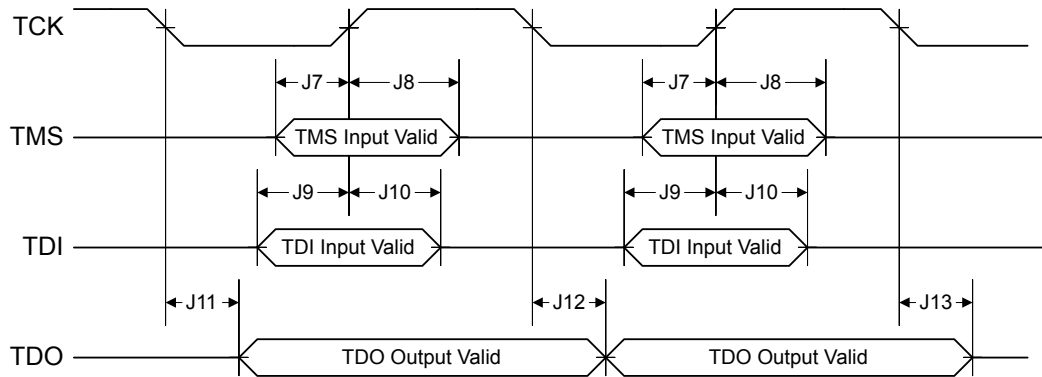 TCK
J7 J8 J7 J8
TMS TMS Input Valid TMS Input Valid
J9 J10 J9 J10
TDI TDI Input Valid TDI Input Valid
J11 J12 J13
TDO TDO Output Valid TDO Output Valid